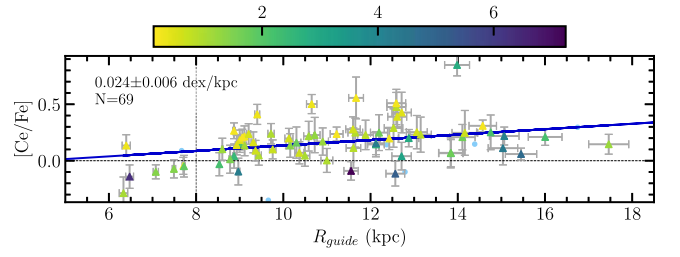 2 4 6
0.024±0.006 dex/kpc
N=69
[Ce/Fe]
0.5
0.0
6 8 10 12 14 16 18
R_guide (kpc)